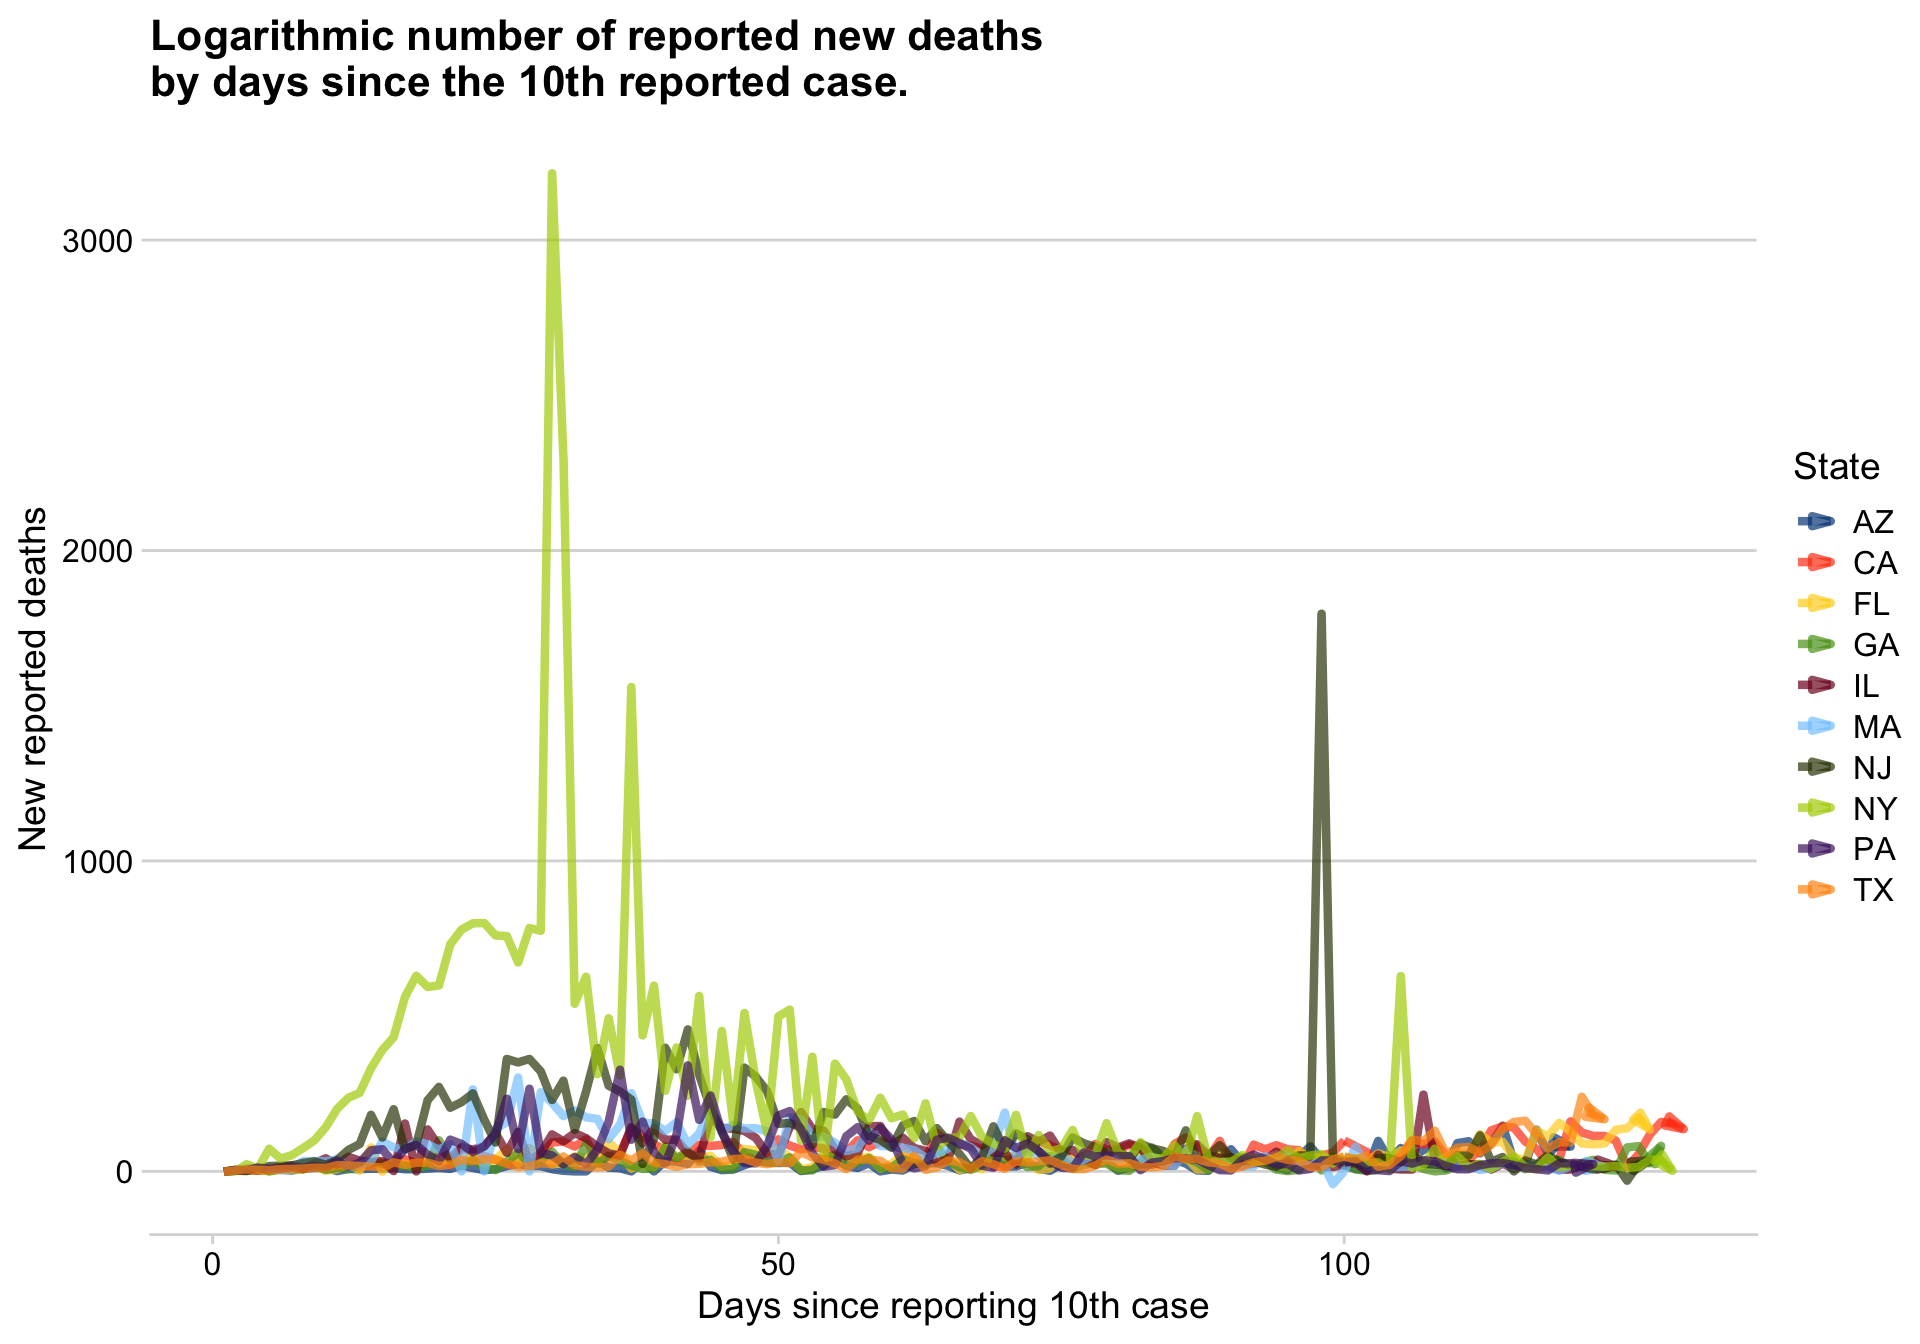 Logarithmic number of reported new deaths
by days since the 10th reported case.
New reported deaths
3000
2000
1000
0
0
50
100
Days since reporting 10th case
State
AZ
CA
FL
GA
IL
MA
NJ
NY
PA
TX